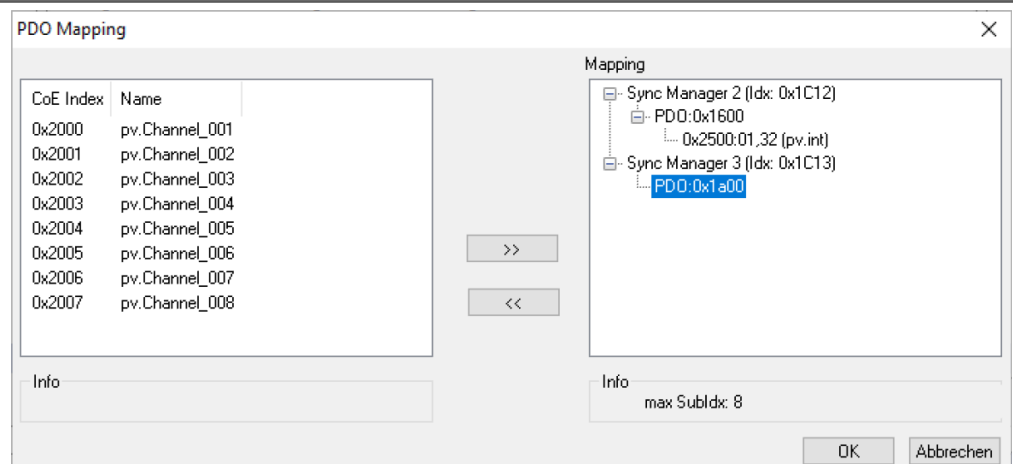 PDO Mapping
Mapping
CoE Index Name
0x2000 pv.Channel_001
0x2001 pv.Channel_002
0x2002 pv.Channel_003
0x2003 pv.Channel_004
0x2004 pv.Channel_005
0x2005 pv.Channel_006
0x2006 pv.Channel_007
0x2007 pv.Channel_008
>>
<<
Sync Manager 2 (Idx: 0x1C12)
PDO:0x1600
0x2500:01,32 (pv.int)
Sync Manager 3 (Idx: 0x1C13)
PDO:0x1a00
Info
Info
max SubIdx: 8
OK Abbrechen